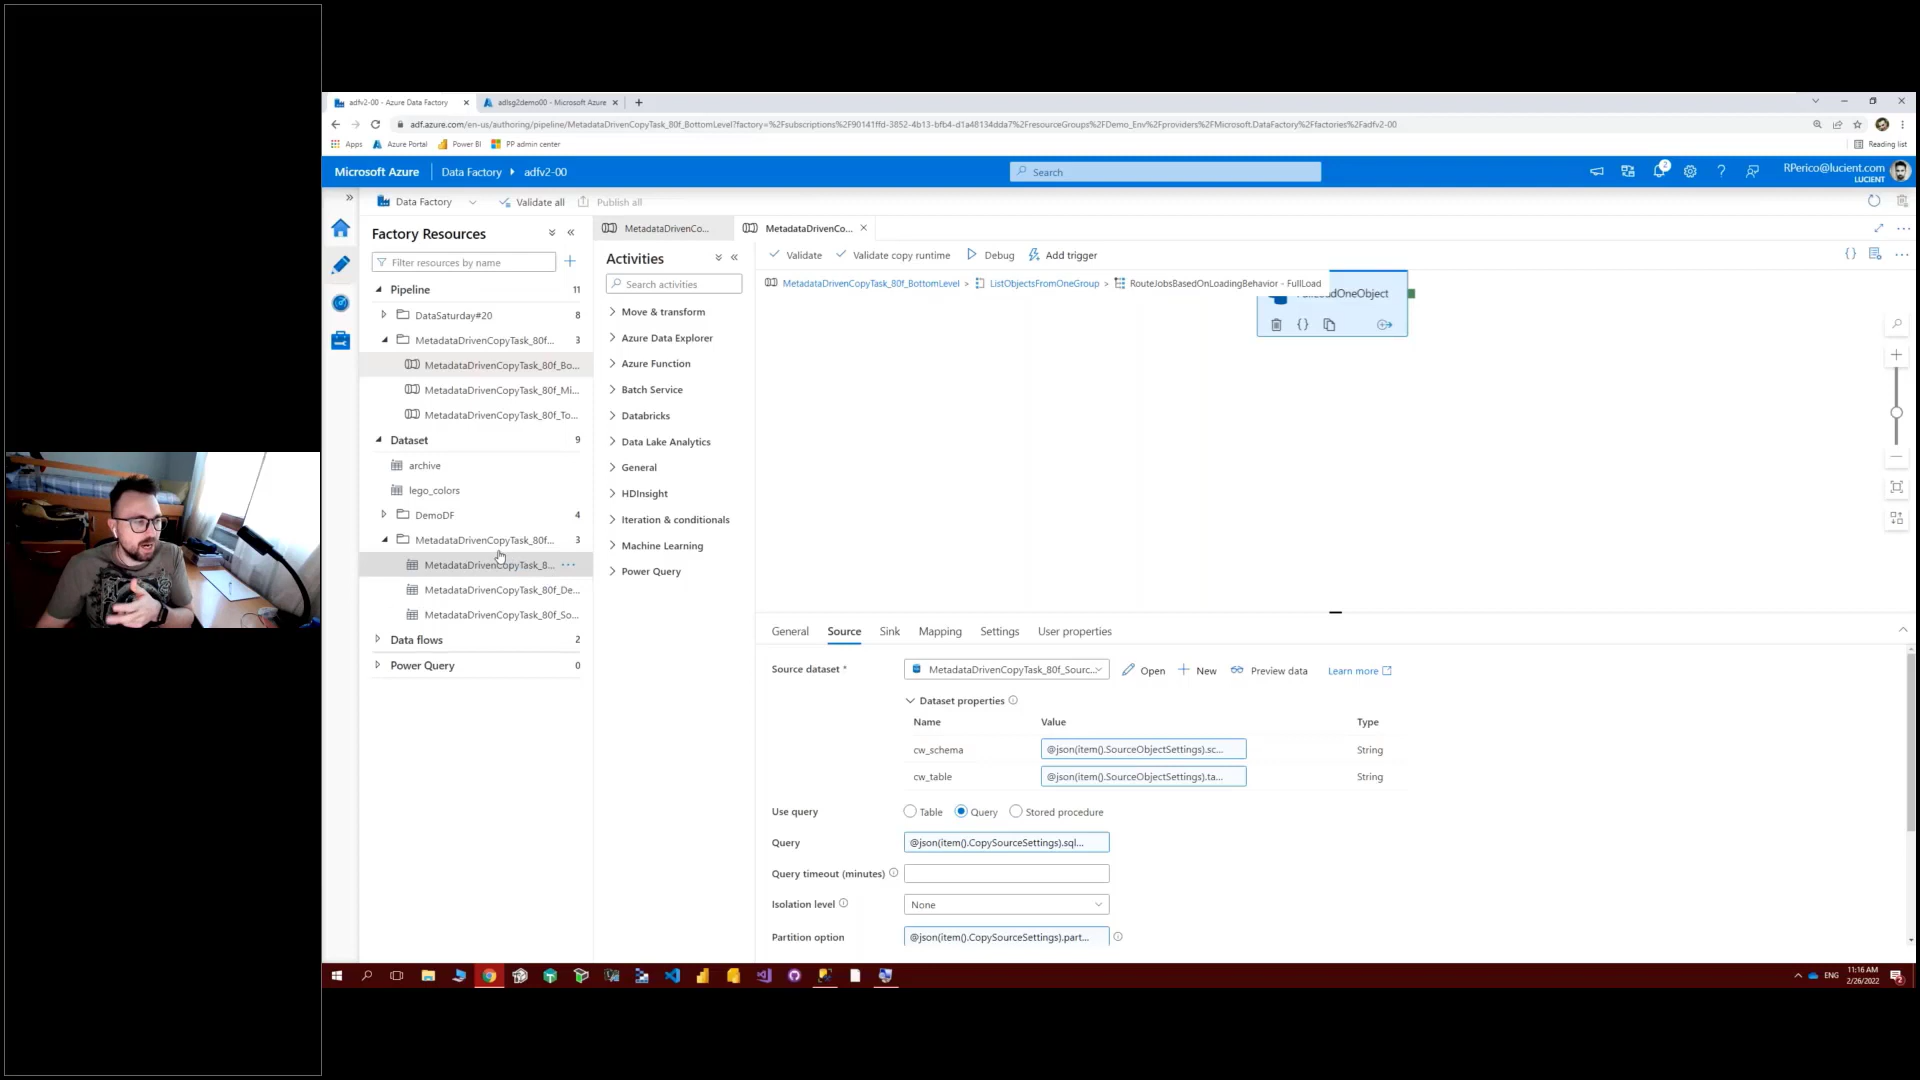 adfv2-00 - Azure Data Factory
adlsg2demo00 - Microsoft Azure
adf.azure.com/en-us/authoring/pipeline/MetadataDrivenCopyTask_80f_BottomLevel?factory=%2Fsubscriptions%2F90141ffd-3852-4b13-bfb4-d1a48134dda7%2FresourceGroups%2FDemo_Env%2Fproviders%2FMicrosoft.DataFactory%2Ffactories%2Fadfv2-00
Apps Azure Portal Power BI PP admin center Reading list
Microsoft Azure Data Factory adfv2-00 Search 2 RPerico@lucient.com
LUCIENT
Data Factory Validate all Publish all
Factory Resources
Filter resources by name
Pipeline 11
DataSaturday#20 8
MetadataDrivenCopyTask_80f... 3
MetadataDrivenCopyTask_80f_Bo...
MetadataDrivenCopyTask_80f_Mi...
MetadataDrivenCopyTask_80f_To...
Dataset 9
archive
lego_colors
DemoDF 4
MetadataDrivenCopyTask_80f... 3
MetadataDrivenCopyTask_8... ...
MetadataDrivenCopyTask_80f_De...
MetadataDrivenCopyTask_80f_So...
Data flows 2
Power Query 0
MetadataDrivenCo... MetadataDrivenCo...
Activities
Search activities
Move & transform
Azure Data Explorer
Azure Function
Batch Service
Databricks
Data Lake Analytics
General
HDInsight
Iteration & conditionals
Machine Learning
Power Query
Validate Validate copy runtime Debug Add trigger
MetadataDrivenCopyTask_80f_BottomLevel > ListObjectsFromOneGroup > RouteJobsBasedOnLoadingBehavior - FullLoad
adOneObject
General Source Sink Mapping Settings User properties
Source dataset * MetadataDrivenCopyTask_80f_Sourc... Open New Preview data Learn more
Dataset properties
Name Value Type
cw_schema @json(item().SourceObjectSettings).sc... String
cw_table @json(item().SourceObjectSettings).ta... String
Use query Table Query Stored procedure
Query @json(item().CopySourceSettings).sql...
Query timeout (minutes)
Isolation level None
Partition option @json(item().CopySourceSettings).part...
ENG 11:16 AM
2/26/2022 2